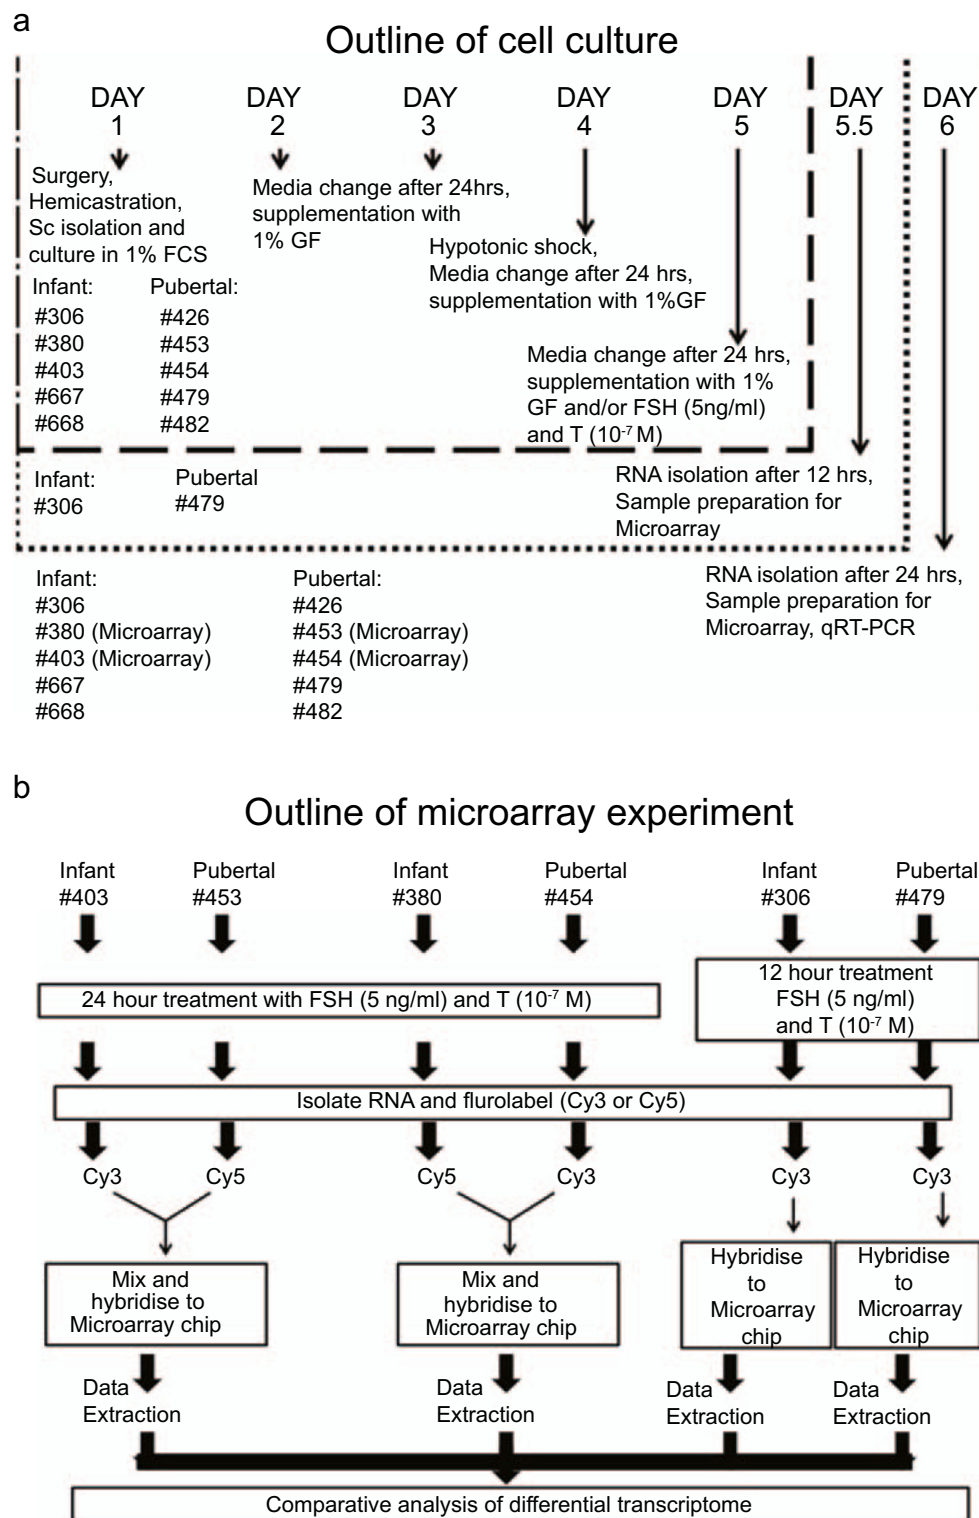 a
Outline of cell culture
DAY
1
DAY
2
DAY
3
DAY
4
DAY
5
DAY
5.5
DAY
6
Surgery,
Hemicastration,
Sc isolation and
culture in 1% FCS
Media change after 24hrs,
supplementation with
1% GF
Hypotonic shock,
Media change after 24 hrs,
supplementation with 1%GF
Media change after 24 hrs,
supplementation with 1%
GF and/or FSH (5ng/ml)
and T (10⁻⁷ M)
Infant: Pubertal:
#306 #426
#380 #453
#403 #454
#667 #479
#668 #482
Infant: Pubertal
#306 #479
RNA isolation after 12 hrs,
Sample preparation for
Microarray
Infant: Pubertal:
#306 #426
#380 (Microarray) #453 (Microarray)
#403 (Microarray) #454 (Microarray)
#667 #479
#668 #482
RNA isolation after 24 hrs,
Sample preparation for
Microarray, qRT-PCR
b
Outline of microarray experiment
Infant Pubertal Infant Pubertal Infant Pubertal
#403 #453 #380 #454 #306 #479
24 hour treatment with FSH (5 ng/ml) and T (10⁻⁷ M)
12 hour treatment
FSH (5 ng/ml)
and T (10⁻⁷ M)
Isolate RNA and flurolabel (Cy3 or Cy5)
Cy3 Cy5 Cy5 Cy3 Cy3 Cy3
Mix and
hybridise to
Microarray chip
Mix and
hybridise to
Microarray chip
Hybridise
to
Microarray
chip
Hybridise
to
Microarray
chip
Data
Extraction
Data
Extraction
Data
Extraction
Data
Extraction
Comparative analysis of differential transcriptome